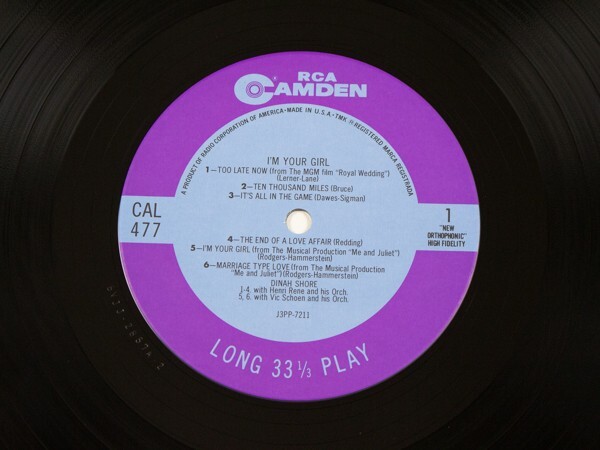 RCA
CAMDEN
A PRODUCT OF RADIO CORPORATION OF AMERICA-MADE IN U.S.A.-TMK ® REGISTERED MARCA REGISTRADA
I'M YOUR GIRL
1—TOO LATE NOW (from The MGM film "Royal Wedding")
(Lerner-Lane)
2—TEN THOUSAND MILES (Bruce)
3—IT'S ALL IN THE GAME (Dawes-Sigman)
CAL
477
1
"NEW
ORTHOPHONIC"
HIGH FIDELITY
4—THE END OF A LOVE AFFAIR (Redding)
5—I'M YOUR GIRL (from The Musical Production "Me and Juliet")
(Rodgers-Hammerstein)
6—MARRIAGE TYPE LOVE (from The Musical Production
"Me and Juliet") (Rodgers-Hammerstein)
DINAH SHORE
1-4. with Henri Rene and his Orch.
5, 6. with Vic Schoen and his Orch.
J3PP-7211
LONG 33 1/3 PLAY